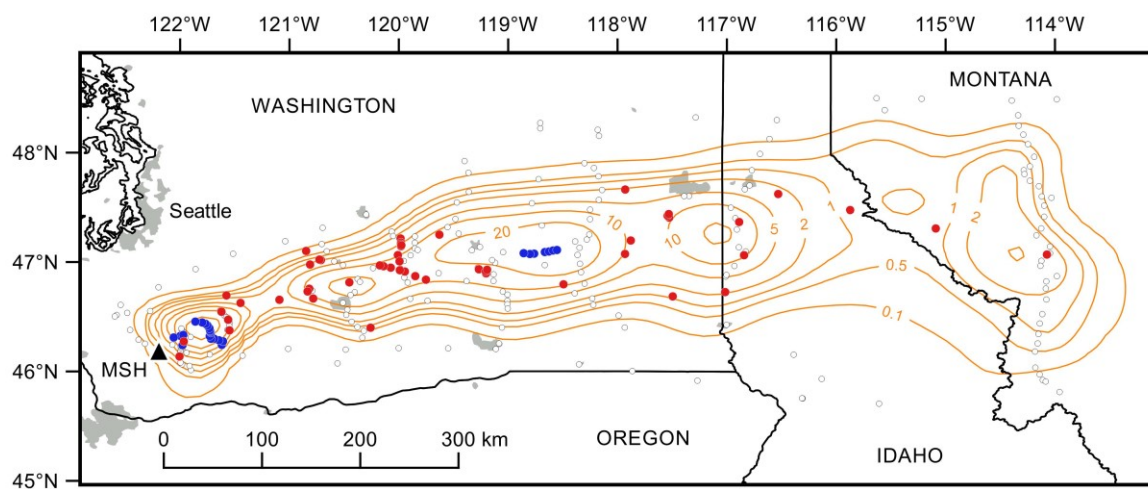 122°W 121°W 120°W 119°W 118°W 117°W 116°W 115°W 114°W
MONTANA
WASHINGTON
48°N
Seattle
1 1 2
10 5 2
20 10
47°N
0.5
0.1
MSH
46°N
0 100 200 300 km
OREGON
IDAHO
45°N